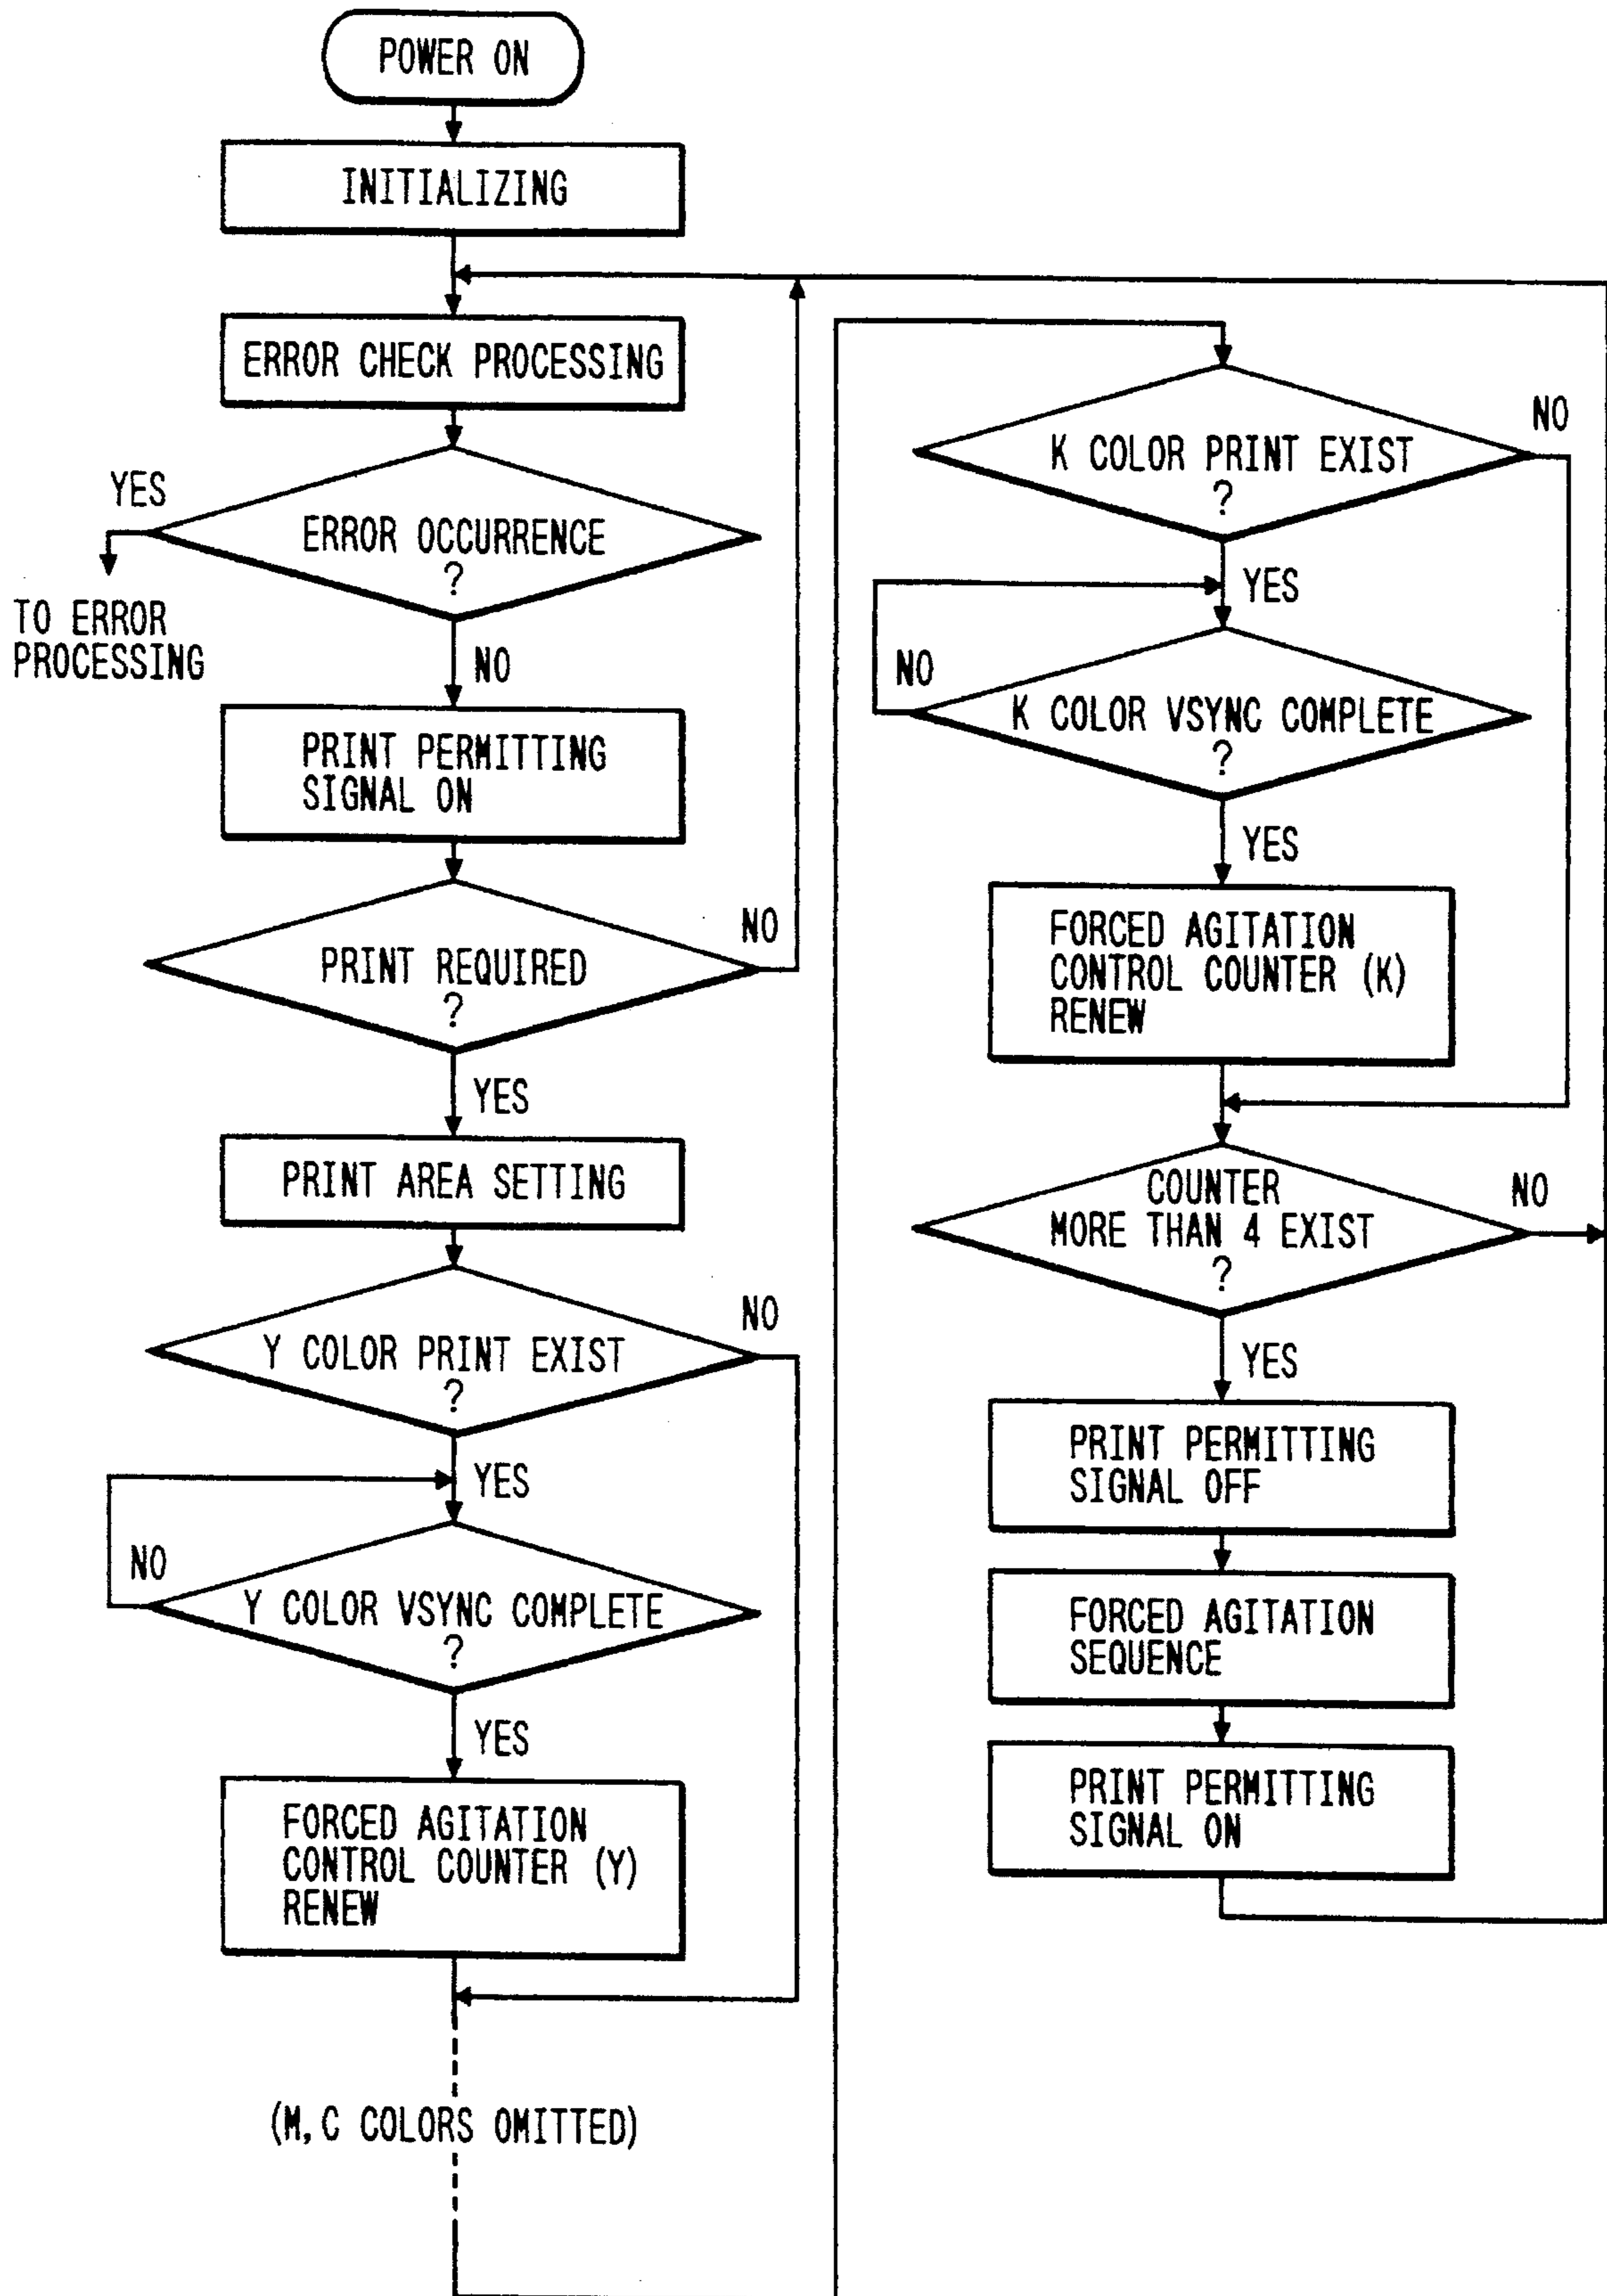 POWER ON
INITIALIZING
ERROR CHECK PROCESSING
YES
ERROR OCCURRENCE
?
TO ERROR
PROCESSING
NO
PRINT PERMITTING
SIGNAL ON
NO
PRINT REQUIRED
?
YES
PRINT AREA SETTING
NO
Y COLOR PRINT EXIST
?
YES
NO
Y COLOR VSYNC COMPLETE
?
YES
FORCED AGITATION
CONTROL COUNTER (Y)
RENEW
(M, C COLORS OMITTED)
NO
K COLOR PRINT EXIST
?
YES
NO
K COLOR VSYNC COMPLETE
?
YES
FORCED AGITATION
CONTROL COUNTER (K)
RENEW
COUNTER
NO
MORE THAN 4 EXIST
?
YES
PRINT PERMITTING
SIGNAL OFF
FORCED AGITATION
SEQUENCE
PRINT PERMITTING
SIGNAL ON